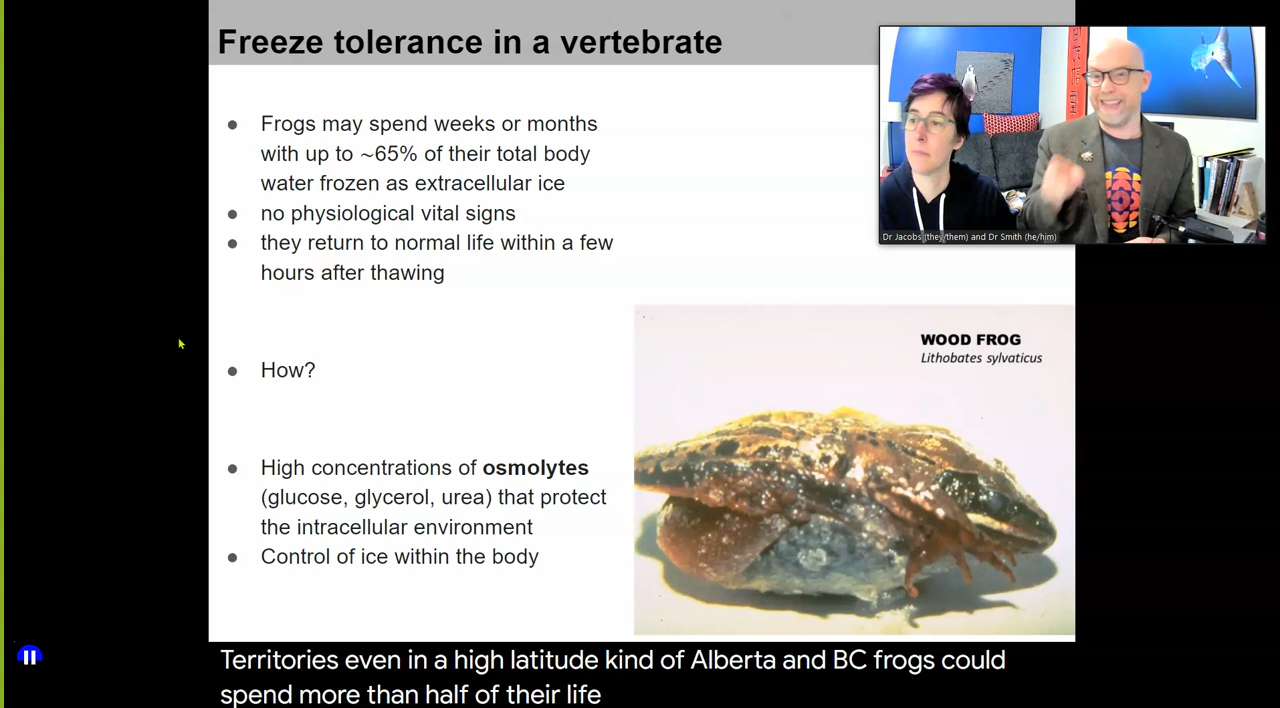 Freeze tolerance in a vertebrate
Frogs may spend weeks or months
with up to ~65% of their total body
water frozen as extracellular ice
no physiological vital signs
they return to normal life within a few
hours after thawing
How?
High concentrations of osmolytes
(glucose, glycerol, urea) that protect
the intracellular environment
Control of ice within the body
Dr Jacobs (they/them) and Dr Smith (he/him)
WOOD FROG
Lithobates sylvaticus
Territories even in a high latitude kind of Alberta and BC frogs could
spend more than half of their life